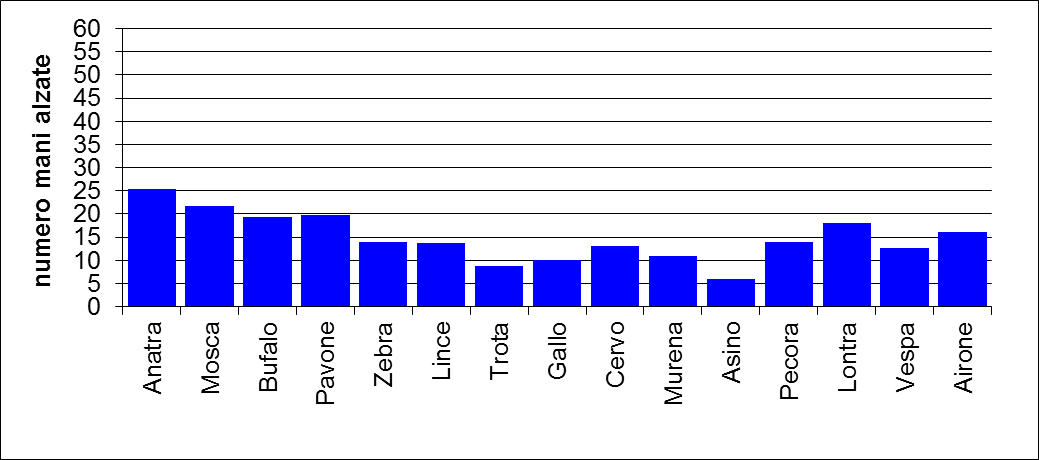 numero mani alzate
60
55
50
45
40
35
30
25
20
15
10
5
0
Anatra
Mosca
Bufalo
Pavone
Zebra
Lince
Trota
Gallo
Cervo
Murena
Asino
Pecora
Lontra
Vespa
Airone